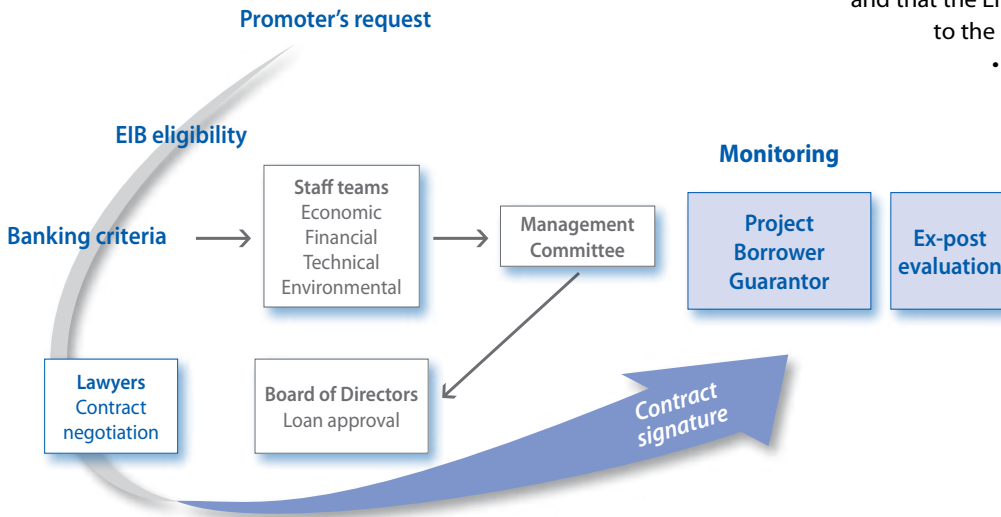 and that the EI
to the
.
Promoter's request
EIB eligibility
Monitoring
Banking criteria
Staff teams
Economic
Financial
Technical
Environmental
Management
Committee
Project
Borrower
Guarantor
Ex-post
evaluation
Lawyers
Contract
negotiation
Board of Directors
Loan approval
Contract
signature